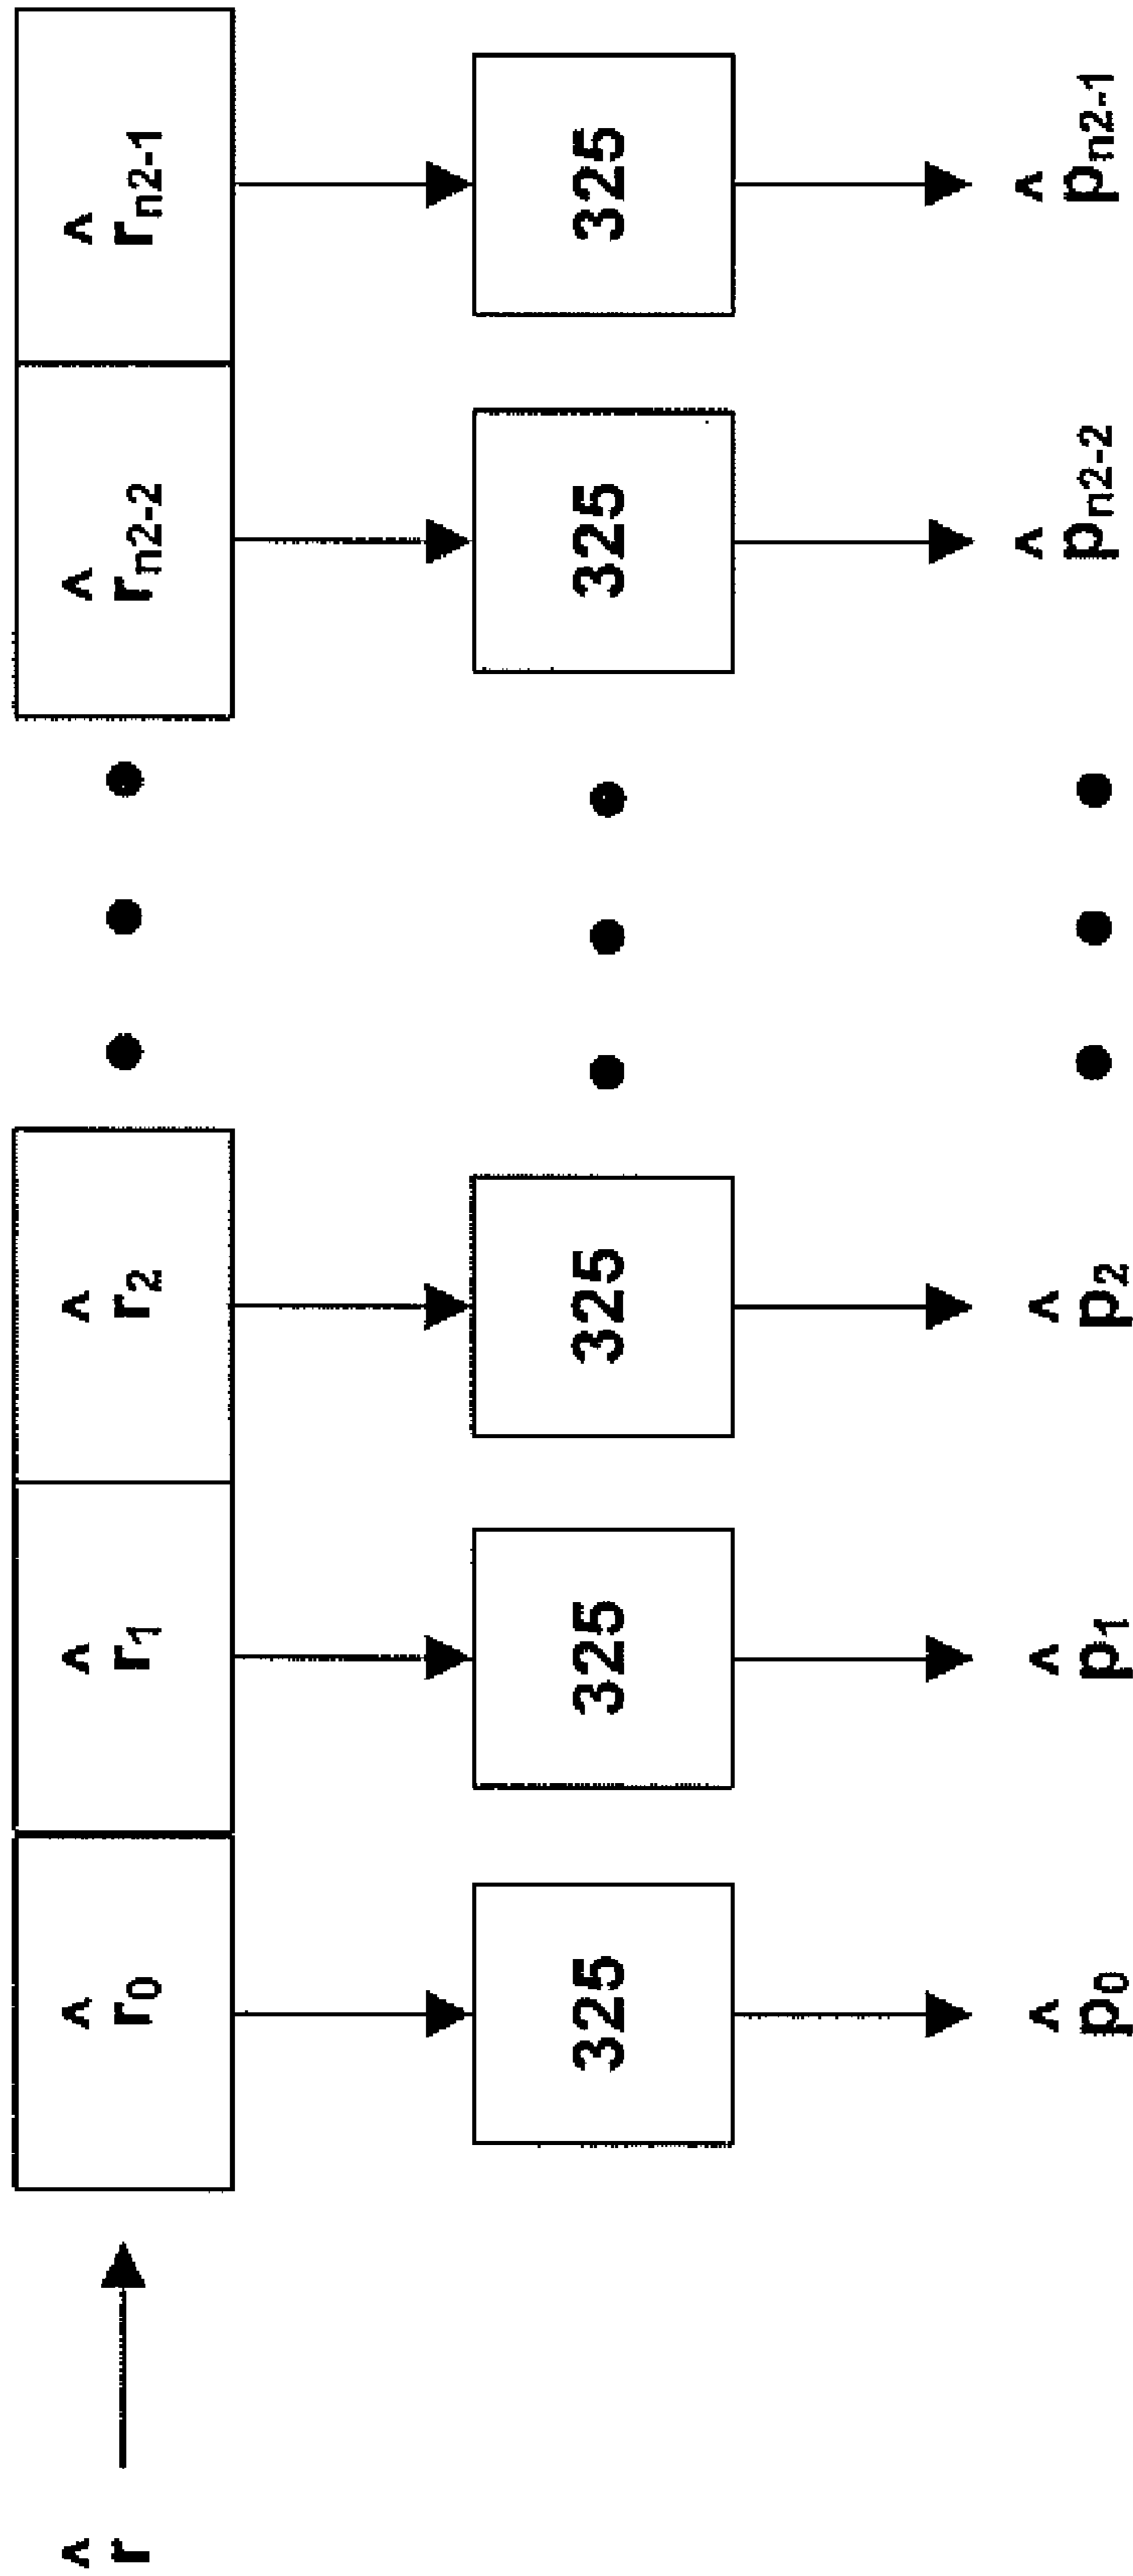 r̂ r̂₀ r̂₁ r̂₂ r̂ₙ₂₋₂ r̂ₙ₂₋₁
325 325 325 325 325
p̂₀ p̂₁ p̂₂ p̂ₙ₂₋₂ p̂ₙ₂₋₁